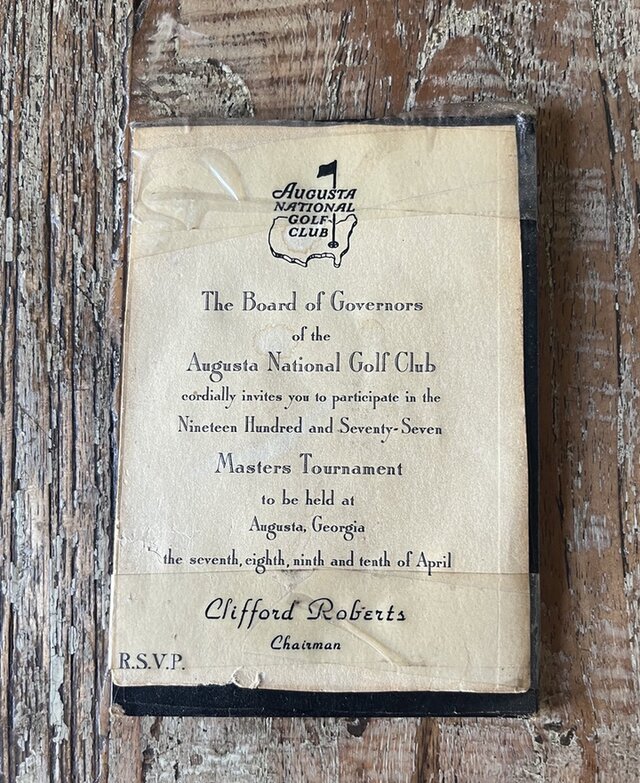 AUGUSTA
NATIONAL
GOLF
CLUB
The Board of Governors
of the
Augusta National Golf Club
cordially invites you to participate in the
Nineteen Hundred and Seventy-Seven
Masters Tournament
to be held at
Augusta, Georgia
the seventh, eighth, ninth and tenth of April
Clifford Roberts
Chairman
R.S.V.P.